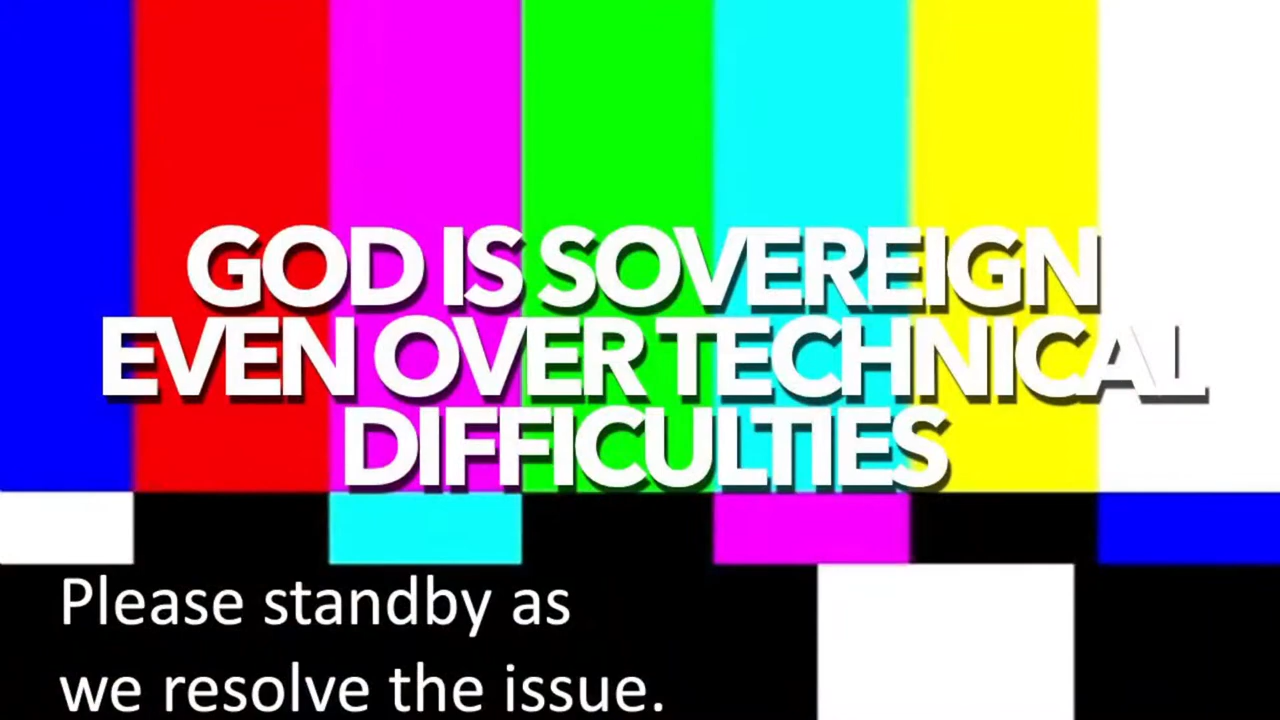 GOD IS SOVEREIGN
EVEN OVER TECHNICAL
DIFFICULTIES
Please standby as
we resolve the issue.